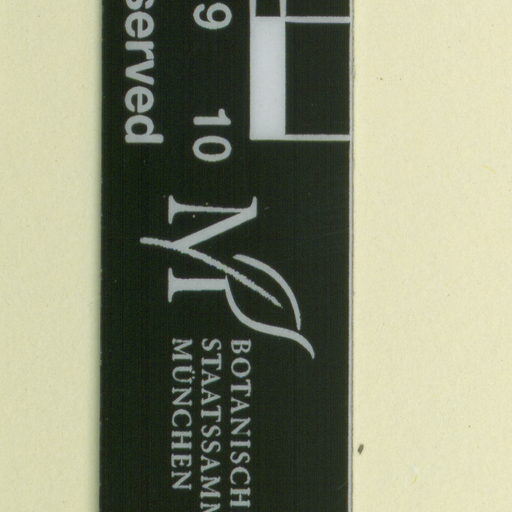 9 10
served
BOTANISCH
STAATSSAMM
MÜNCHEN